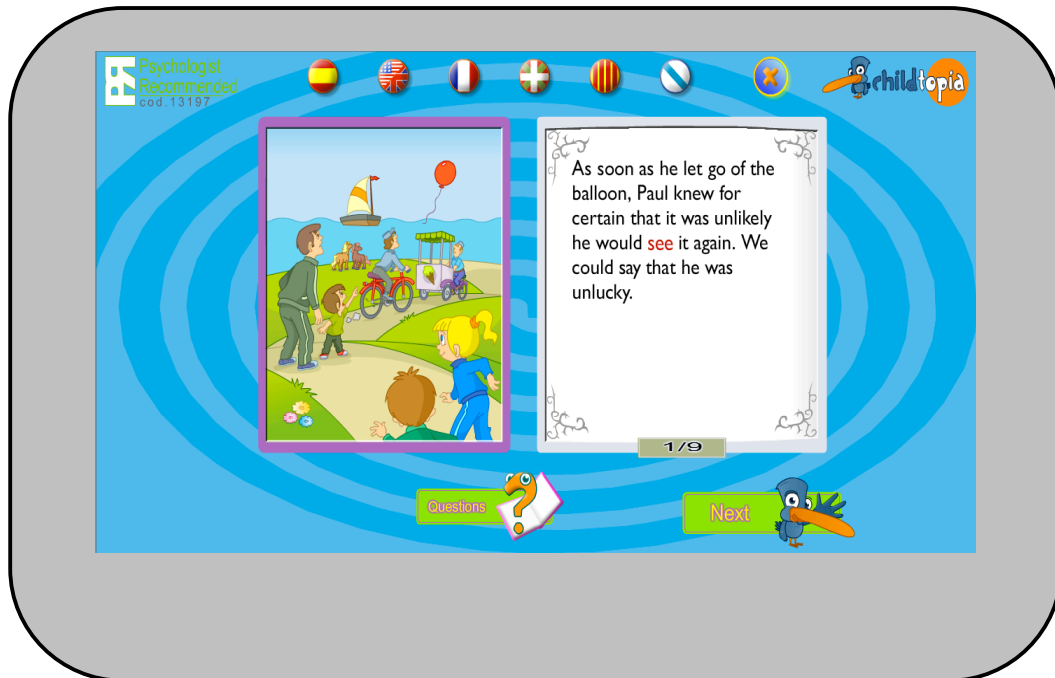 Psychologist
Recommended
cod.13197
childtopia
As soon as he let go of the
balloon, Paul knew for
certain that it was unlikely
he would see it again. We
could say that he was
unlucky.
1/9
Questions
?
Next